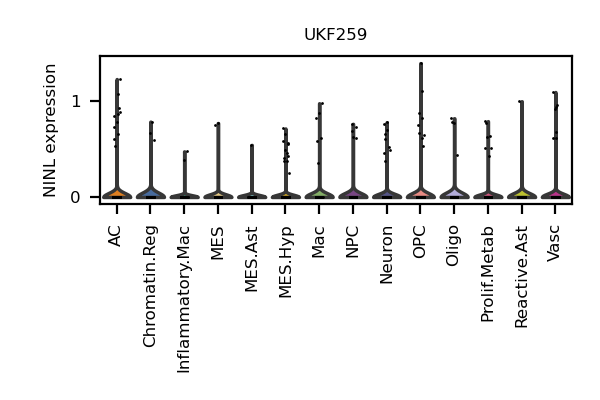 UKF259
NINL expression
1
0
AC
Chromatin.Reg
Inflammatory.Mac
MES
MES.Ast
MES.Hyp
Mac
NPC
Neuron
OPC
Oligo
Prolif.Metab
Reactive.Ast
Vasc